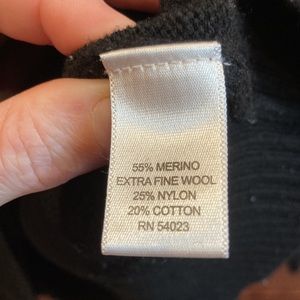 55% MERINO
EXTRA FINE WOOL
25% NYLON
20% COTTON
RN 54023